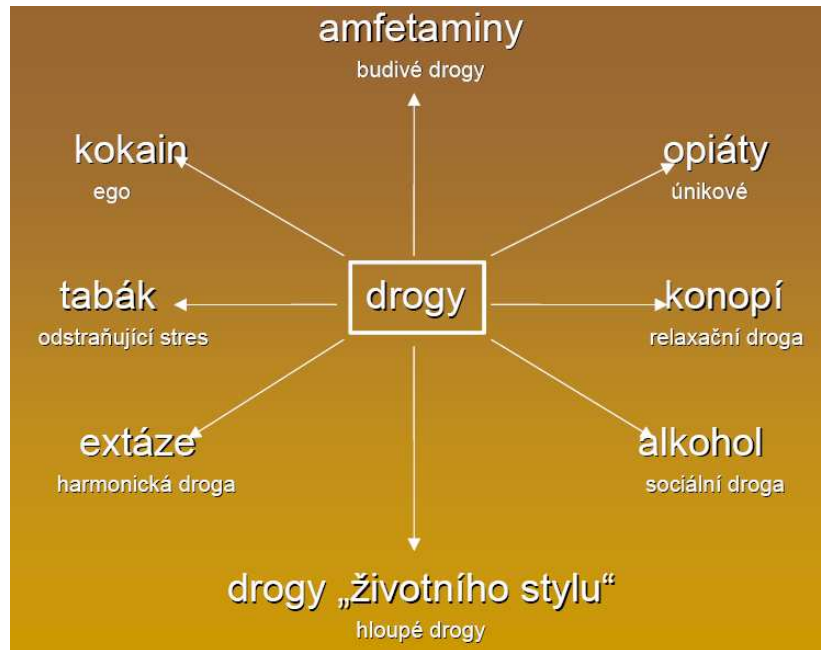 amfetaminy
budivé drogy
kokain
ego
opiáty
únikové
tabák
odstraňující stres
drogy
konopí
relaxační droga
extáze
harmonická droga
alkohol
sociální droga
drogy „životního stylu“
hloupé drogy